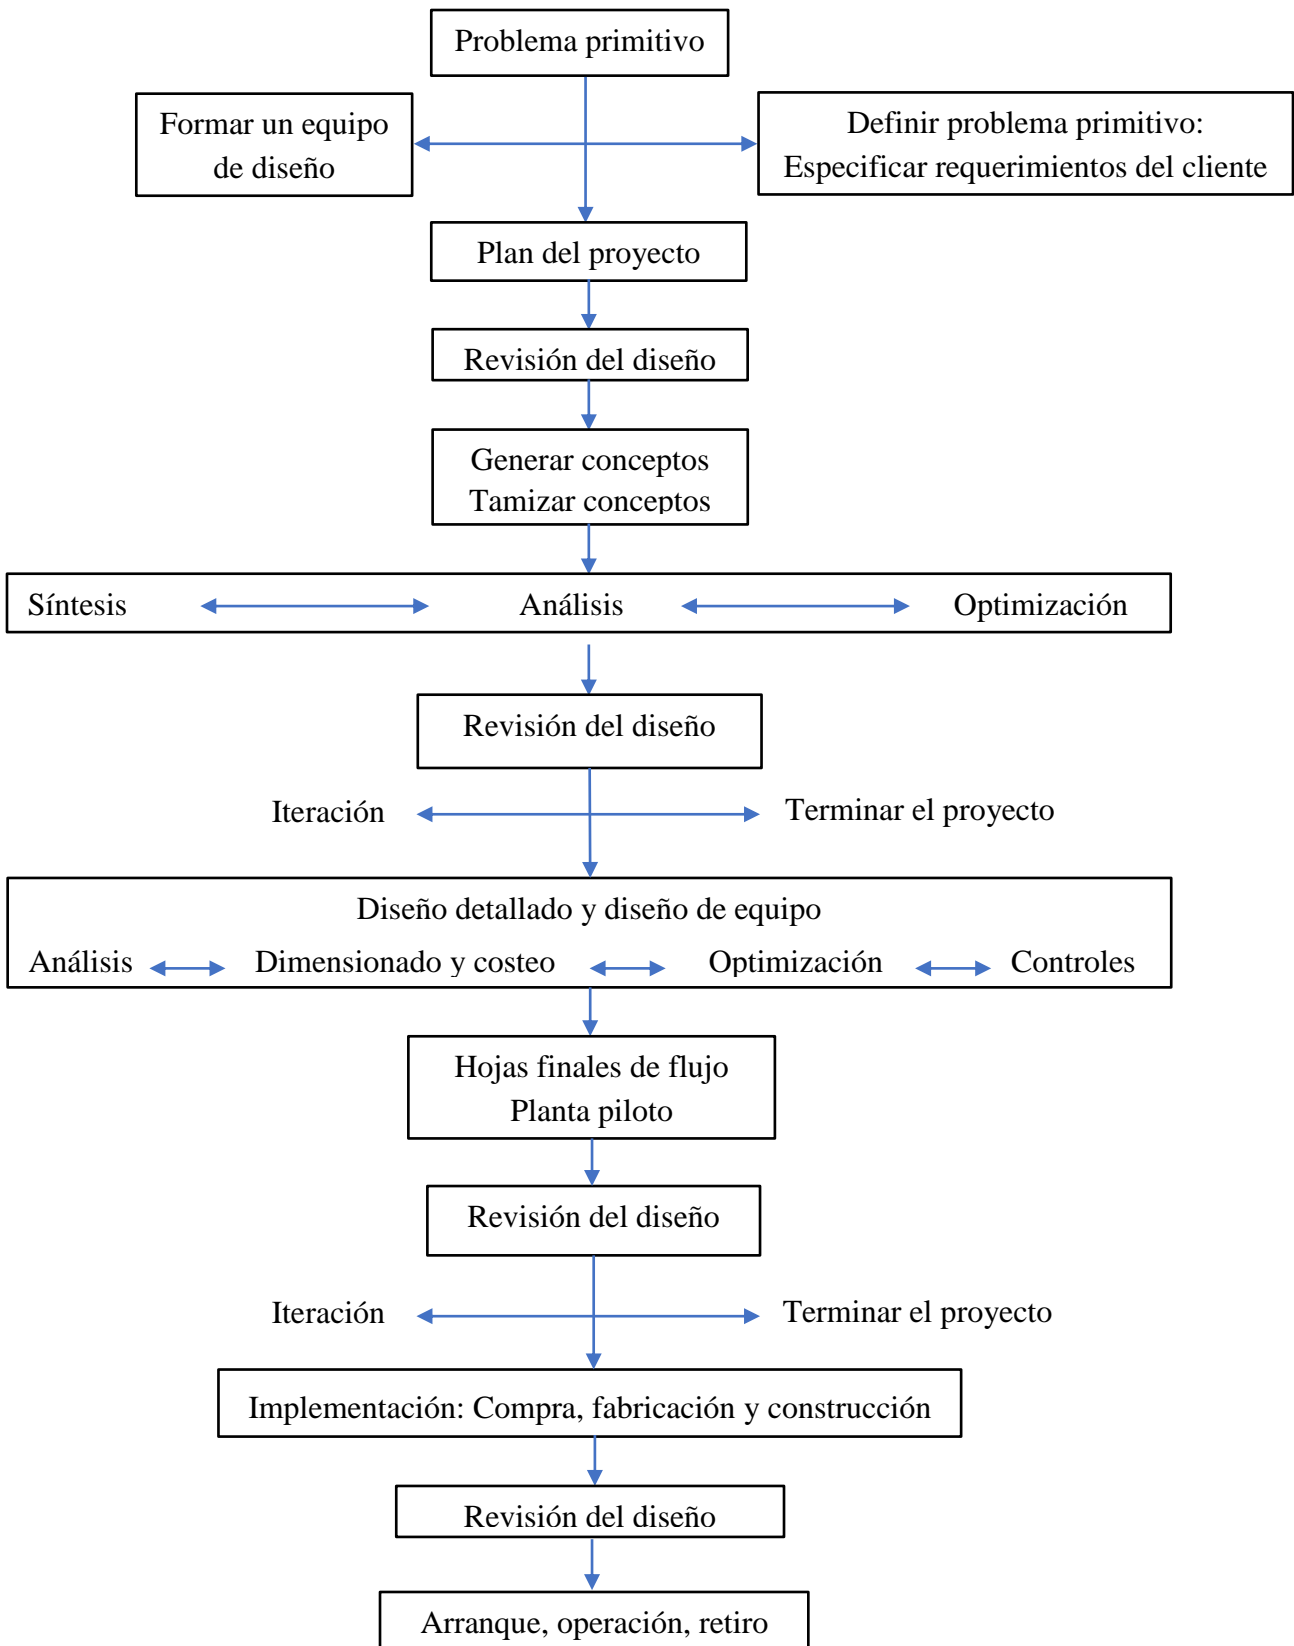 Problema primitivo
Formar un equipo
de diseño
Definir problema primitivo:
Especificar requerimientos del cliente
Plan del proyecto
Revisión del diseño
Generar conceptos
Tamizar conceptos
Síntesis Análisis Optimización
Revisión del diseño
Iteración Terminar el proyecto
Diseño detallado y diseño de equipo
Análisis Dimensionado y costeo Optimización Controles
Hojas finales de flujo
Planta piloto
Revisión del diseño
Iteración Terminar el proyecto
Implementación: Compra, fabricación y construcción
Revisión del diseño
Arranque, operación, retiro